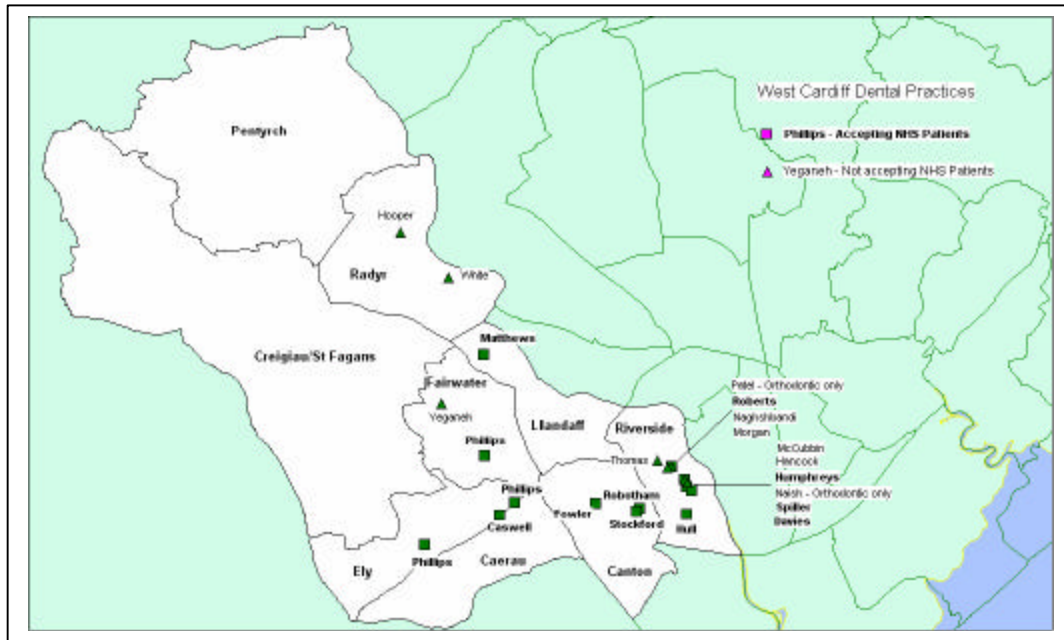 West Cardiff Dental Practices
Phillips - Accepting NHS Patients
Yeganeh - Not accepting NHS Patients
Pentyrch
Hooper
Radyr
White
Creigiau/St Fagans
Matthews
Fairwater
Yeganeh
Phillips
Llandaff
Riverside
Patel - Orthodontic only
Roberts
Naghshbandi
Morgan
Thomas
McCubbin
Hancock
Humphreys
Naish - Orthodontic only
Spiller
Davies
Phillips
Caswell
Fowler
Robotham
Stockford
Hull
Phillips
Ely
Caerau
Canton